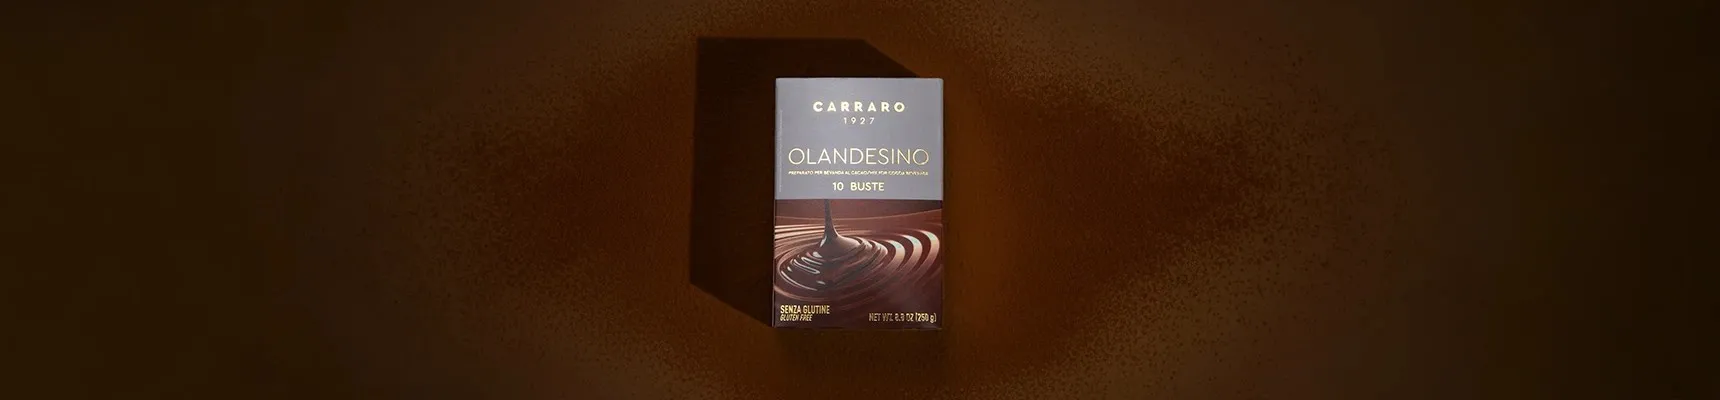 CARRARO
1927
OLANDESINO
PREPARATO PER BEVANDA AL CACAO/MIX FOR COCOA BEVERAGE
10 BUSTE
SENZA GLUTINE
GLUTEN FREE
NET WT. 8.8 OZ (250 g)